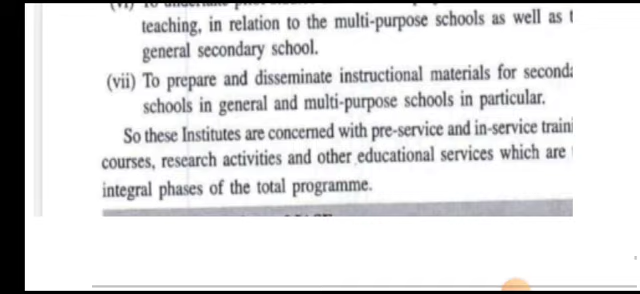 teaching, in relation to the multi-purpose schools as well as
general secondary school.
(vii) To prepare and disseminate instructional materials for
schools in general and multi-purpose schools in particular.
So these Institutes are concerned with pre-service and in-service
courses, research activities and other educational services which are
integral phases of the total programme.